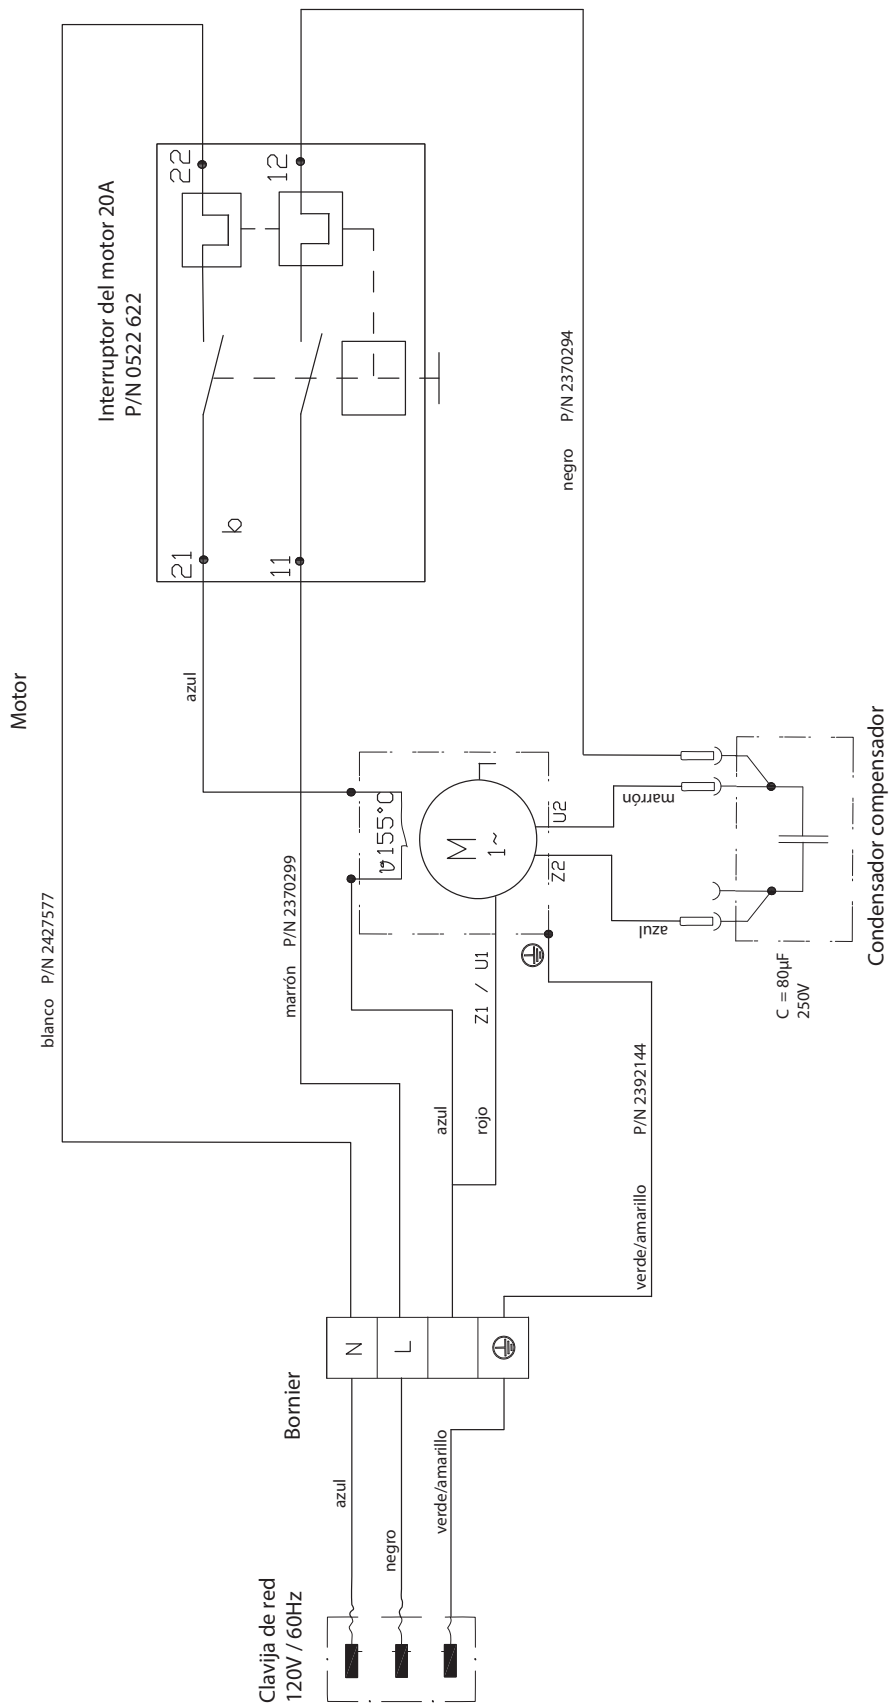 Motor
blanco P/N 2427577
Interruptor del motor 20A
P/N 0522 622
22
12
21
11
b
azul
marrón P/N 2370299
negro P/N 2370294
ϑ155°C
M
1~
U2
Z2
Z1 / U1
marrón
azul
C = 80µF
250V
Condensador compensador
azul
rojo
verde/amarillo P/N 2392144
Bornier
N
L
azul
negro
verde/amarillo
Clavija de red
120V / 60Hz